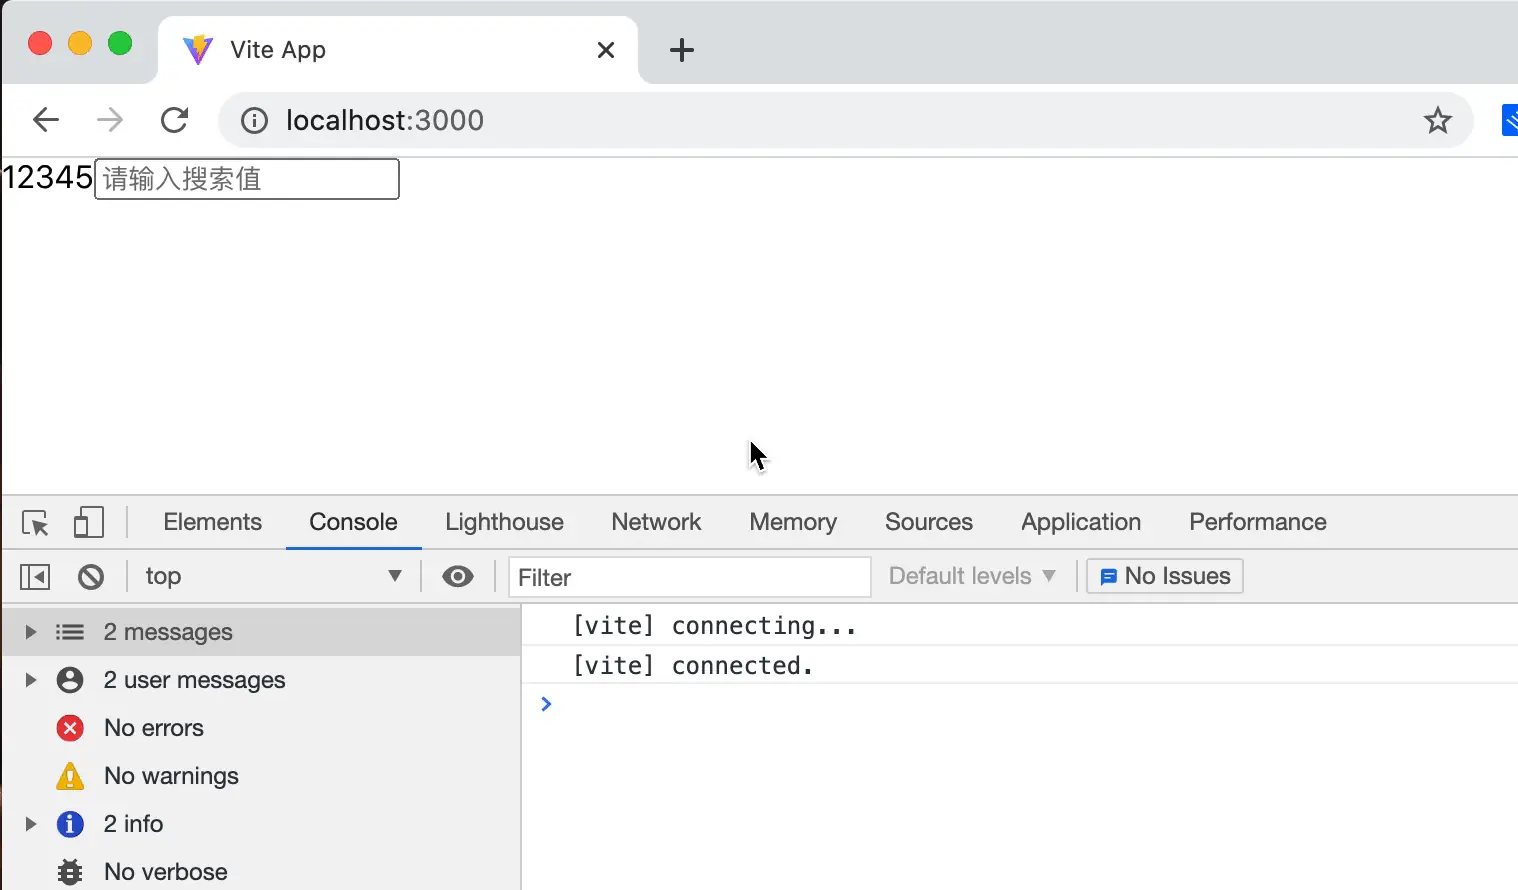 Vite App
localhost:3000
12345 请输入搜索值
Elements Console Lighthouse Network Memory Sources Application Performance
top Filter Default levels No Issues
2 messages
2 user messages
No errors
No warnings
2 info
No verbose
[vite] connecting...
[vite] connected.